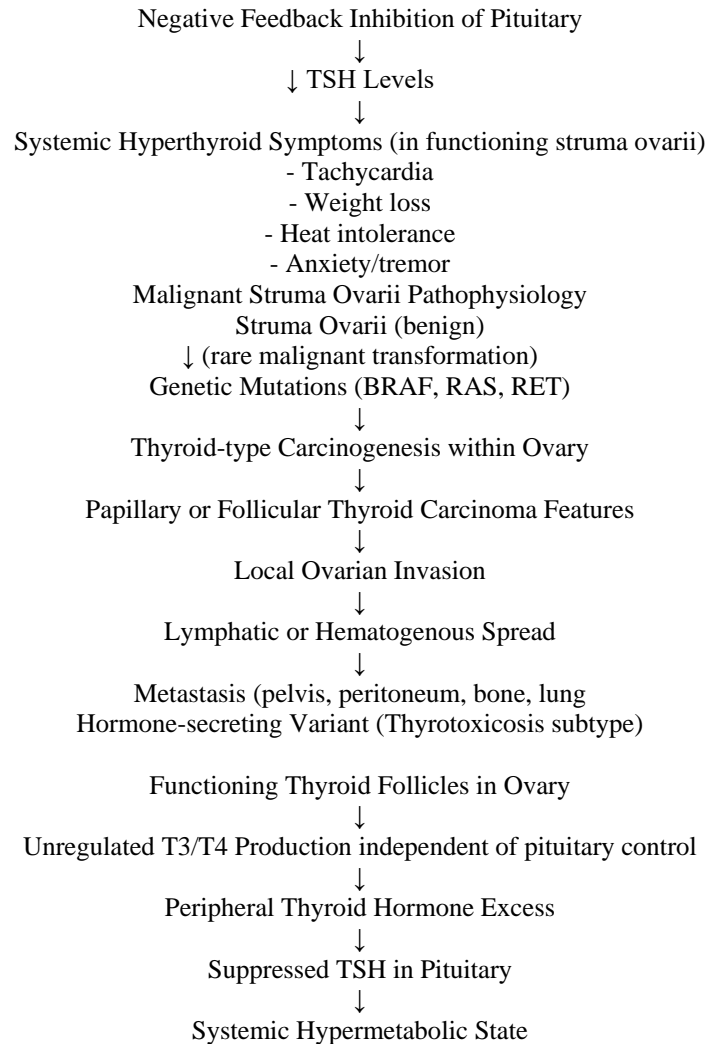 Negative Feedback Inhibition of Pituitary
↓
↓ TSH Levels
↓
Systemic Hyperthyroid Symptoms (in functioning struma ovarii)
- Tachycardia
- Weight loss
- Heat intolerance
- Anxiety/tremor
Malignant Struma Ovarii Pathophysiology
Struma Ovarii (benign)
↓ (rare malignant transformation)
Genetic Mutations (BRAF, RAS, RET)
↓
Thyroid-type Carcinogenesis within Ovary
↓
Papillary or Follicular Thyroid Carcinoma Features
↓
Local Ovarian Invasion
↓
Lymphatic or Hematogenous Spread
↓
Metastasis (pelvis, peritoneum, bone, lung
Hormone-secreting Variant (Thyrotoxicosis subtype)
Functioning Thyroid Follicles in Ovary
↓
Unregulated T3/T4 Production independent of pituitary control
↓
Peripheral Thyroid Hormone Excess
↓
Suppressed TSH in Pituitary
↓
Systemic Hypermetabolic State